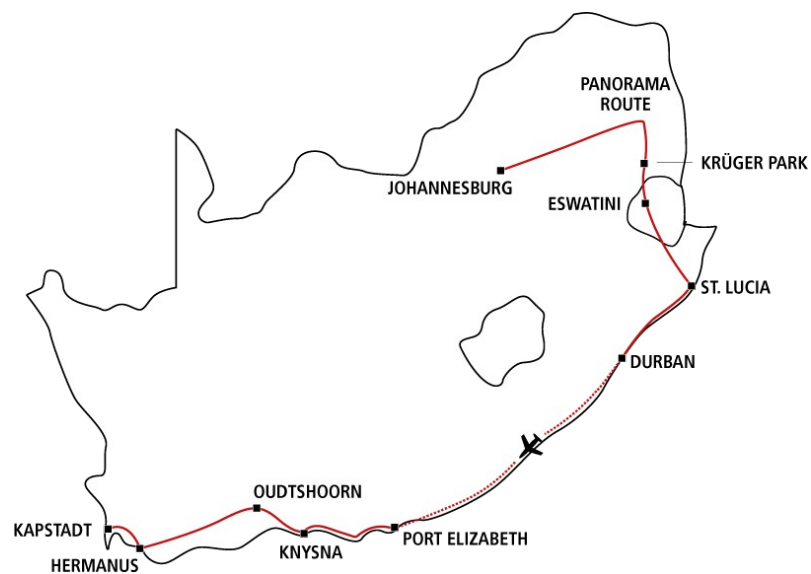 PANORAMA
ROUTE
KRÜGER PARK
JOHANNESBURG
ESWATINI
ST. LUCIA
DURBAN
OUDTSHOORN
KAPSTADT
PORT ELIZABETH
KNYSNA
HERMANUS